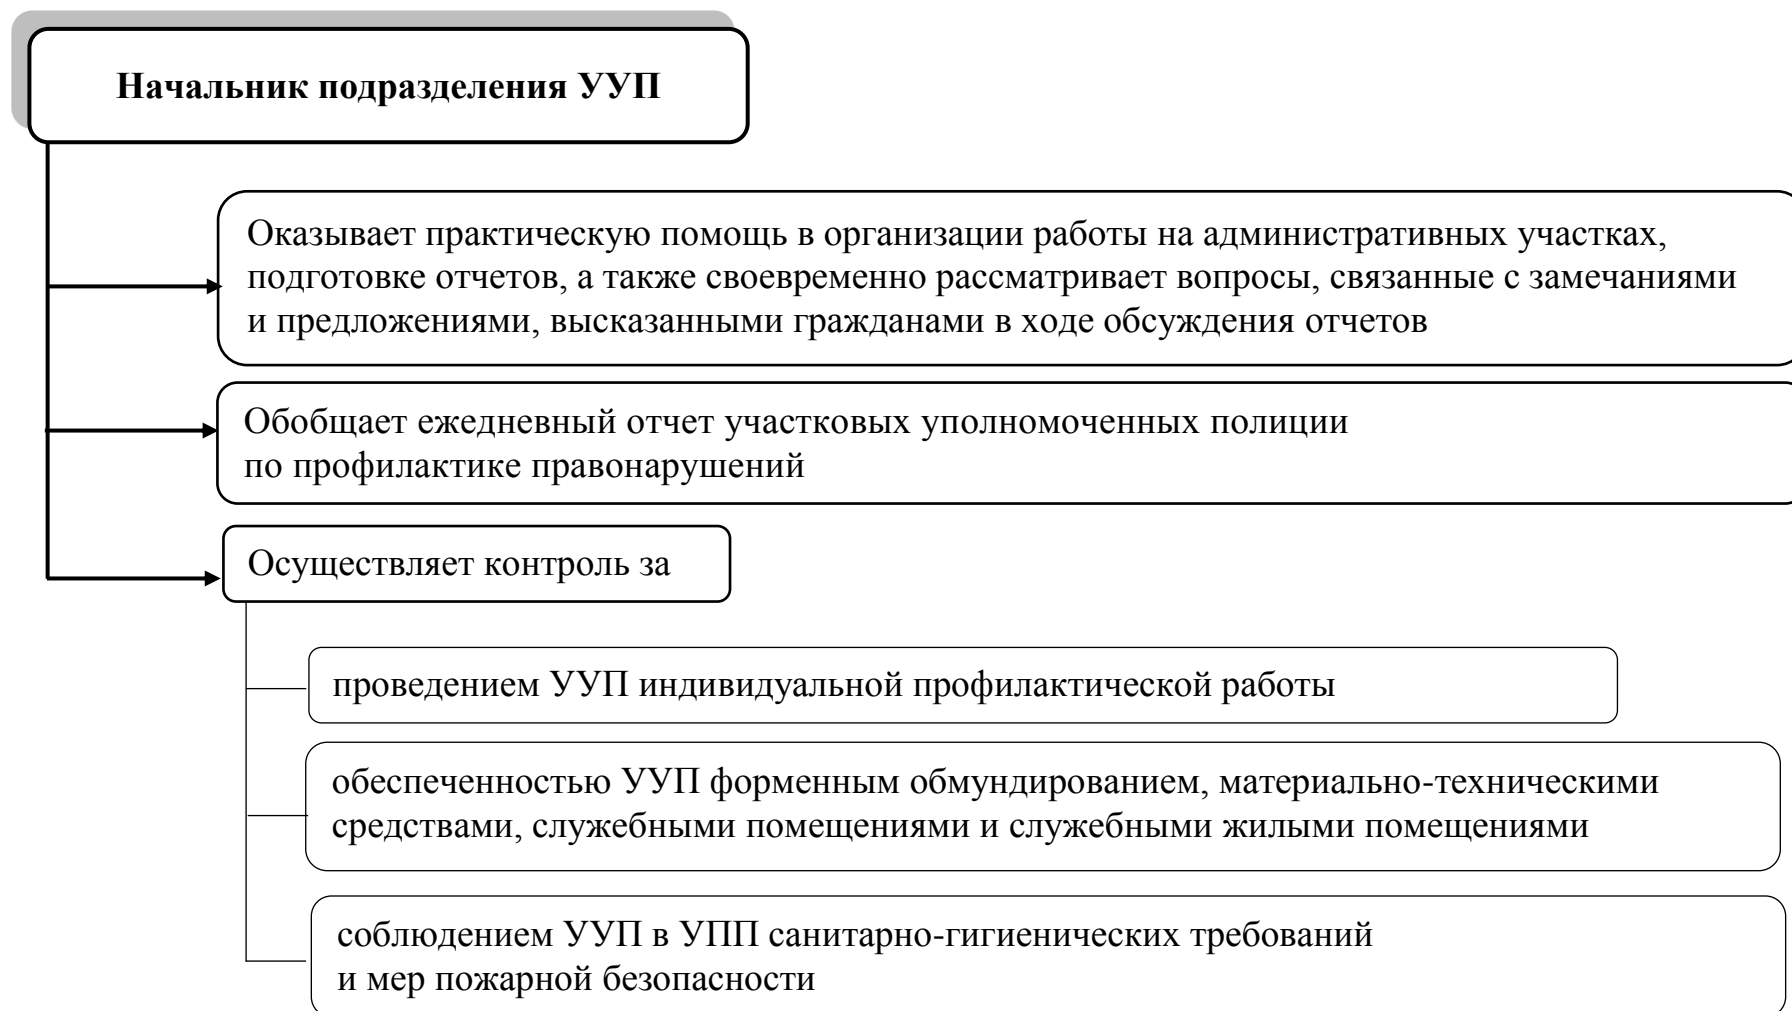 Начальник подразделения УУП
Оказывает практическую помощь в организации работы на административных участках,
подготовке отчетов, а также своевременно рассматривает вопросы, связанные с замечаниями
и предложениями, высказанными гражданами в ходе обсуждения отчетов
Обобщает ежедневный отчет участковых уполномоченных полиции
по профилактике правонарушений
Осуществляет контроль за
проведением УУП индивидуальной профилактической работы
обеспеченностью УУП форменным обмундированием, материально-техническими
средствами, служебными помещениями и служебными жилыми помещениями
соблюдением УУП в УПП санитарно-гигиенических требований
и мер пожарной безопасности